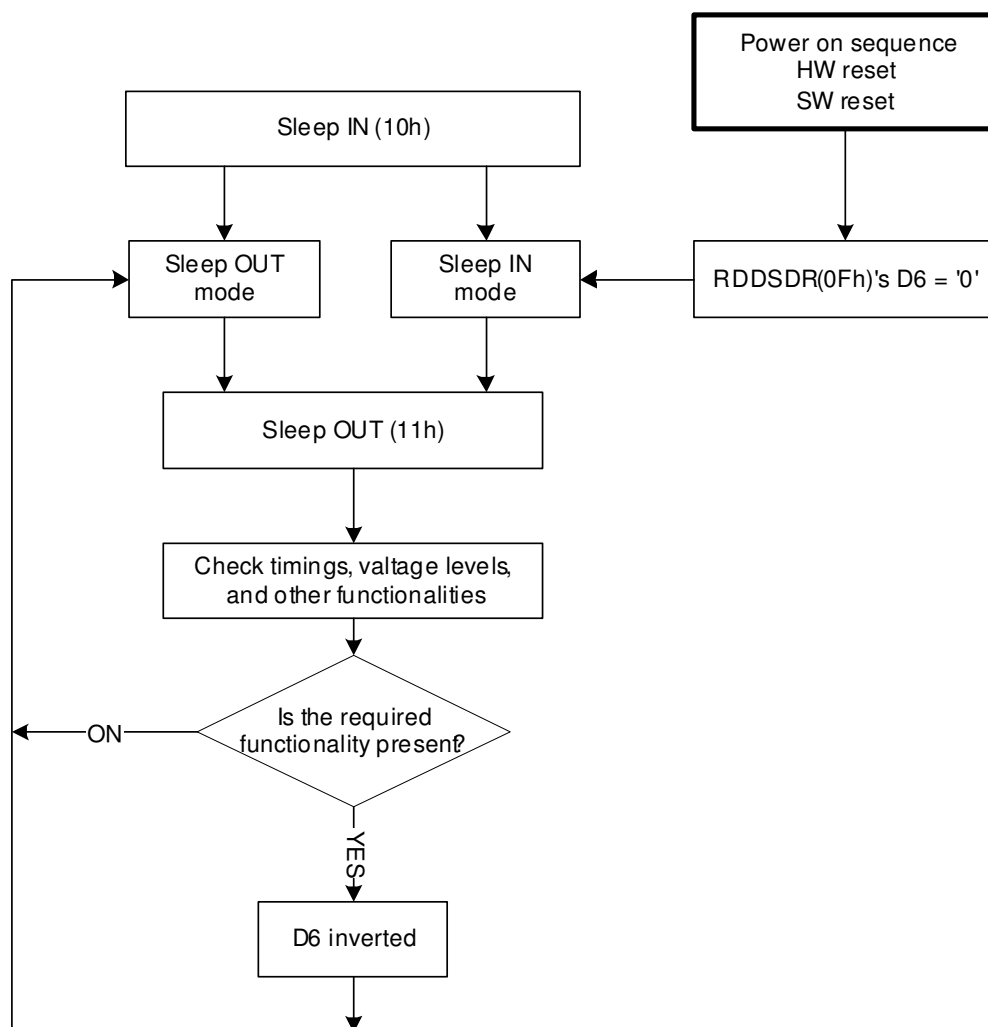 Power on sequence
HW reset
SW reset
Sleep IN (10h)
Sleep OUT
mode
Sleep IN
mode
RDDSDR(0Fh)'s D6 = '0'
Sleep OUT (11h)
Check timings, valtage levels,
and other functionalities
Is the required
functionality present?
ON
YES
D6 inverted